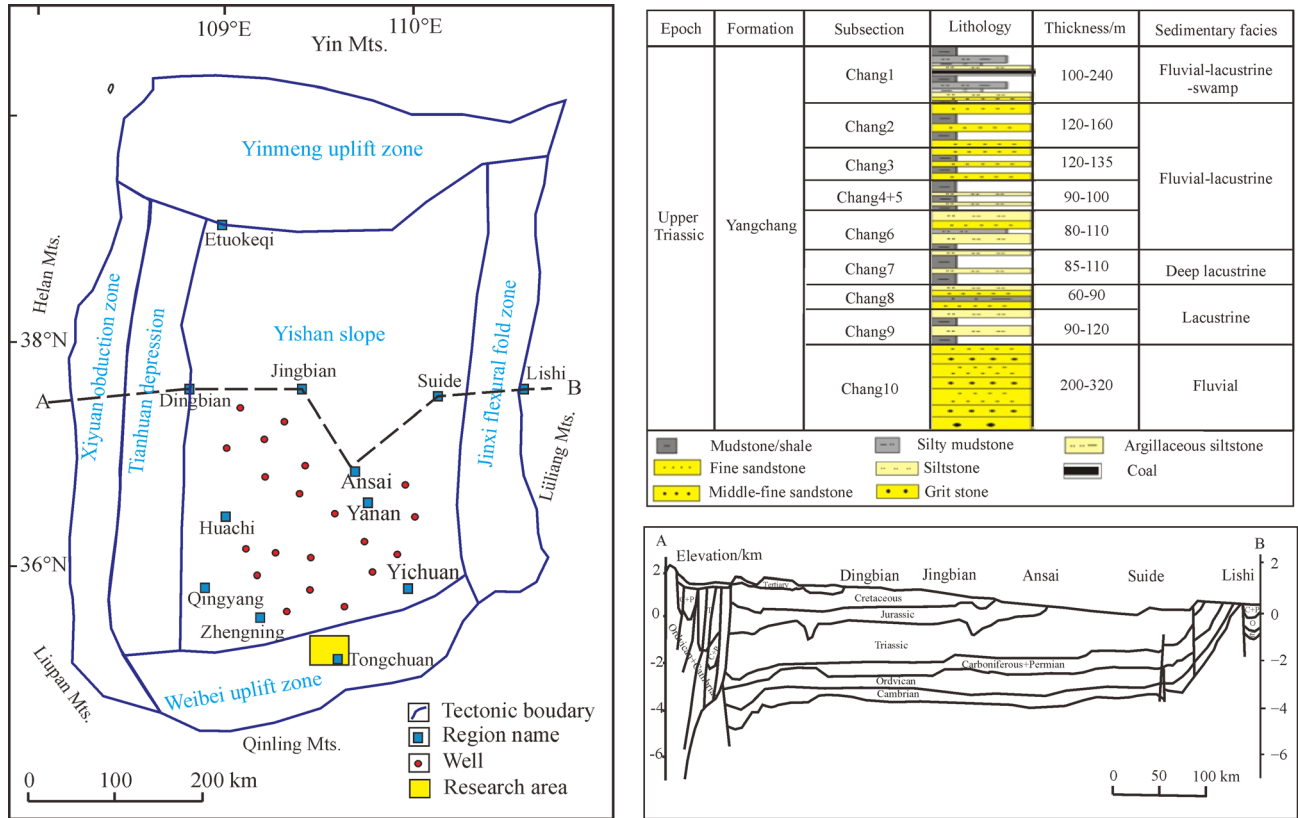 109°E
110°E
Yin Mts.
Yinmeng uplift zone
Etuokeqi
Helan Mts.
Xiyuan obduction zone
Tianhuan depression
38°N
Yishan slope
Jinxi flexural fold zone
Jingbian
Suide
Lishi
A
Dingbian
B
Lüliang Mts.
Ansai
Yanan
Huachi
36°N
Yichuan
Qingyang
Zhengning
Tongchuan
Liupan Mts.
Weibei uplift zone
Qinling Mts.
Tectonic boudary
Region name
Well
Research area
0 100 200 km
Epoch Formation Subsection Lithology Thickness/m Sedimentary facies
Upper
Triassic
Yangchang
Chang1 100-240 Fluvial-lacustrine
-swamp
Chang2 120-160
Chang3 120-135
Fluvial-lacustrine
Chang4+5 90-100
Chang6 80-110
Chang7 85-110 Deep lacustrine
Chang8 60-90
Lacustrine
Chang9 90-120
Chang10 200-320 Fluvial
Mudstone/shale Silty mudstone Argillaceous siltstone
Fine sandstone Siltstone Coal
Middle-fine sandstone Grit stone
A B
Elevation/km
2 2
0 0
-2 −2
-4 −4
-6 −6
Dingbian Jingbian Ansai Suide Lishi
Tertiary
Cretaceous
Jurassic
Triassic
Carboniferous+Permian
Ordvican
Cambrian
C+P
T
C+P
Ordvican+Cambria
C+P
O
0 50 100 km